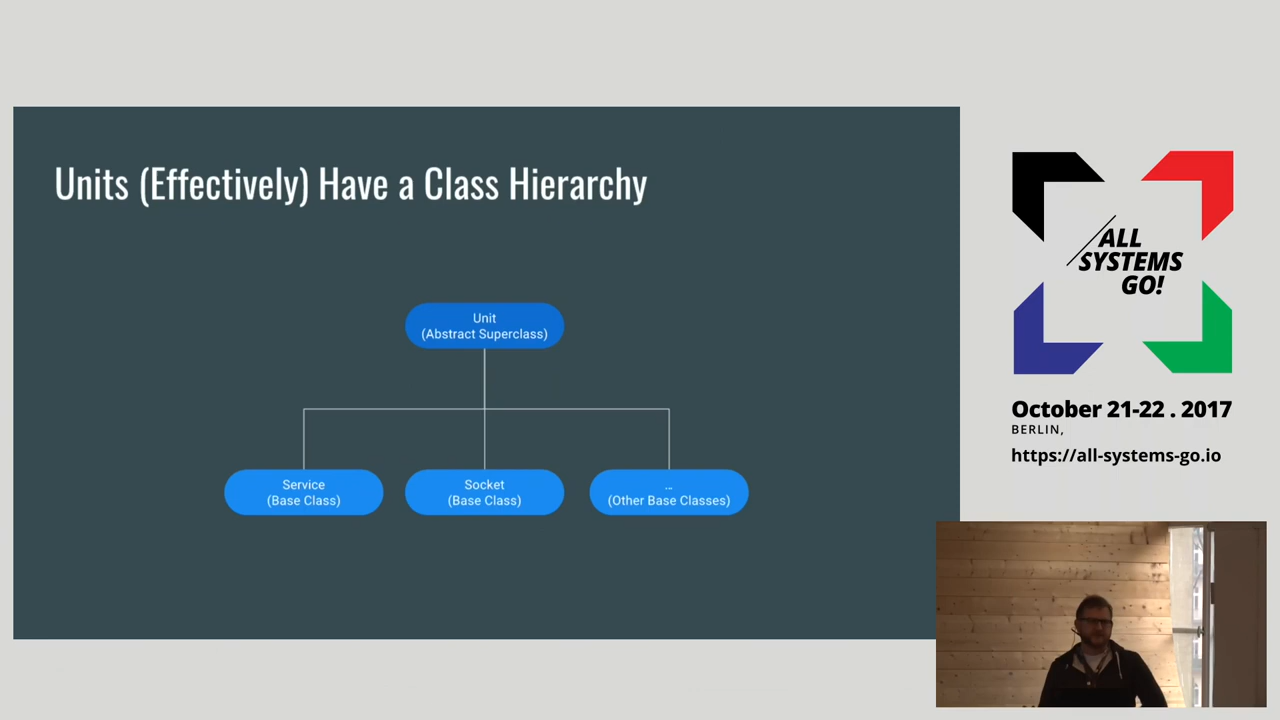 Units (Effectively) Have a Class Hierarchy
Unit
(Abstract Superclass)
Service
(Base Class)
Socket
(Base Class)
...
(Other Base Classes)
ALL
SYSTEMS
GO!
October 21-22 . 2017
BERLIN,
https://all-systems-go.io